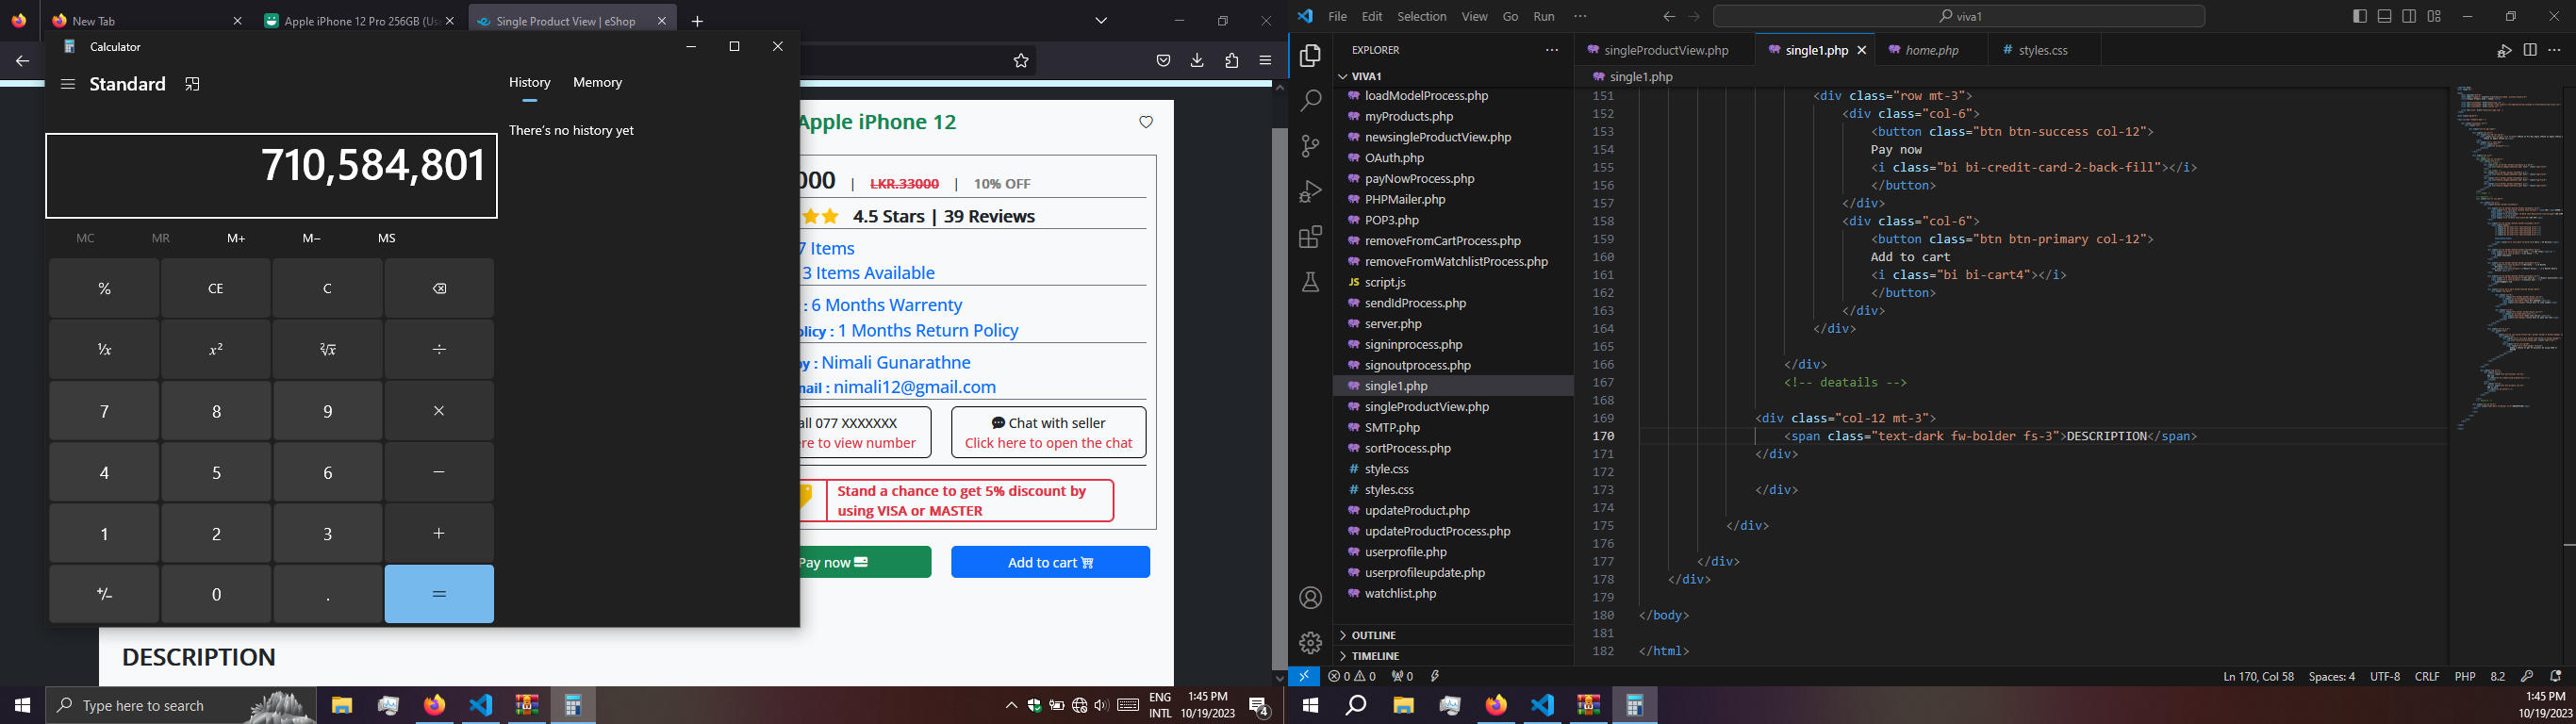 New Tab
Apple iPhone 12 Pro 256GB (Use
Single Product View | eShop
Calculator
Standard
History
Memory
There's no history yet
710,584,801
MC
MR
M+
M−
MS
%
CE
C
⌫
¹⁄x
x²
²√x
÷
7
8
9
×
4
5
6
−
1
2
3
+
+/−
0
.
=
Apple iPhone 12
000 | LKR.33000 | 10% OFF
4.5 Stars | 39 Reviews
7 Items
3 Items Available
: 6 Months Warrenty
olicy : 1 Months Return Policy
y : Nimali Gunarathne
nail : nimali12@gmail.com
all 077 XXXXXXX
re to view number
Chat with seller
Click here to open the chat
Stand a chance to get 5% discount by
using VISA or MASTER
Pay now
Add to cart
DESCRIPTION
Type here to search
ENG
INTL
1:45 PM
10/19/2023
4
File
Edit
Selection
View
Go
Run
···
viva1
EXPLORER
···
VIVA1
loadModelProcess.php
myProducts.php
newsingleProductView.php
OAuth.php
payNowProcess.php
PHPMailer.php
POP3.php
removeFromCartProcess.php
removeFromWatchlistProcess.php
JS script.js
sendIdProcess.php
server.php
signinprocess.php
signoutprocess.php
single1.php
singleProductView.php
SMTP.php
sortProcess.php
# style.css
# styles.css
updateProduct.php
updateProductProcess.php
userprofile.php
userprofileupdate.php
watchlist.php
OUTLINE
TIMELINE
singleProductView.php
single1.php
home.php
# styles.css
single1.php
151 <div class="row mt-3">
152 <div class="col-6">
153 <button class="btn btn-success col-12">
154 Pay now
155 <i class="bi bi-credit-card-2-back-fill"></i>
156 </button>
157 </div>
158 <div class="col-6">
159 <button class="btn btn-primary col-12">
160 Add to cart
161 <i class="bi bi-cart4"></i>
162 </button>
163 </div>
164 </div>
165
166 </div>
167 <!-- deatails -->
168
169 <div class="col-12 mt-3">
170 <span class="text-dark fw-bolder fs-3">DESCRIPTION</span>
171 </div>
172
173 </div>
174
175 </div>
176
177 </div>
178 </div>
179
180 </body>
181
182 </html>
0
0
0
Ln 170, Col 58
Spaces: 4
UTF-8
CRLF
PHP
8.2
1:45 PM
10/19/2023